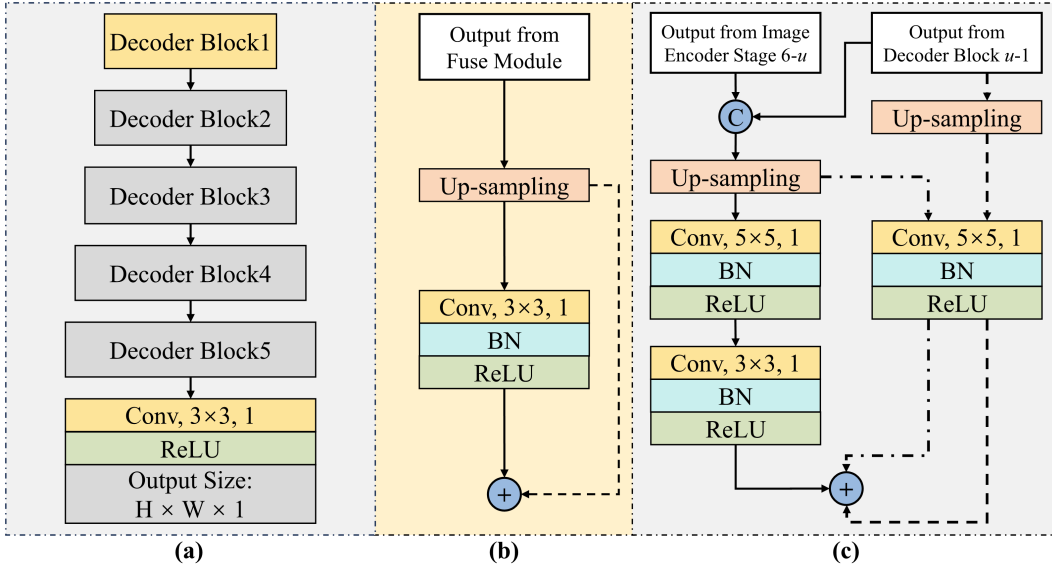 Decoder Block1
Decoder Block2
Decoder Block3
Decoder Block4
Decoder Block5
Conv, 3×3, 1
ReLU
Output Size:
H × W × 1
(a)
Output from
Fuse Module
Up-sampling
Conv, 3×3, 1
BN
ReLU
+
(b)
Output from Image
Encoder Stage 6-u
Output from
Decoder Block u-1
C
Up-sampling
Up-sampling
Conv, 5×5, 1
BN
ReLU
Conv, 5×5, 1
BN
ReLU
Conv, 3×3, 1
BN
ReLU
+
(c)